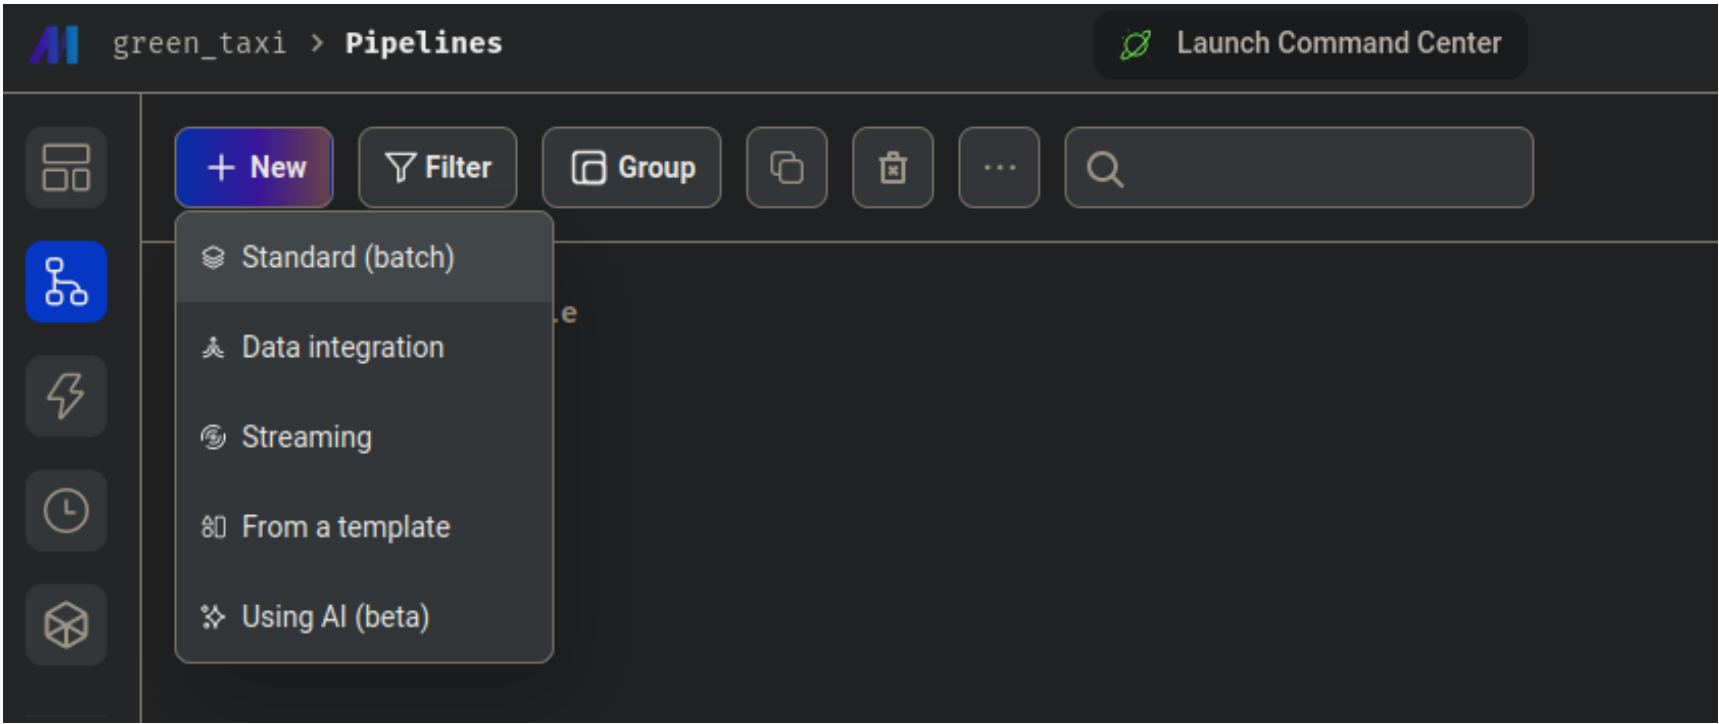 green_taxi > Pipelines
Launch Command Center
New
Filter
Group
Standard (batch)
Data integration
Streaming
From a template
Using AI (beta)